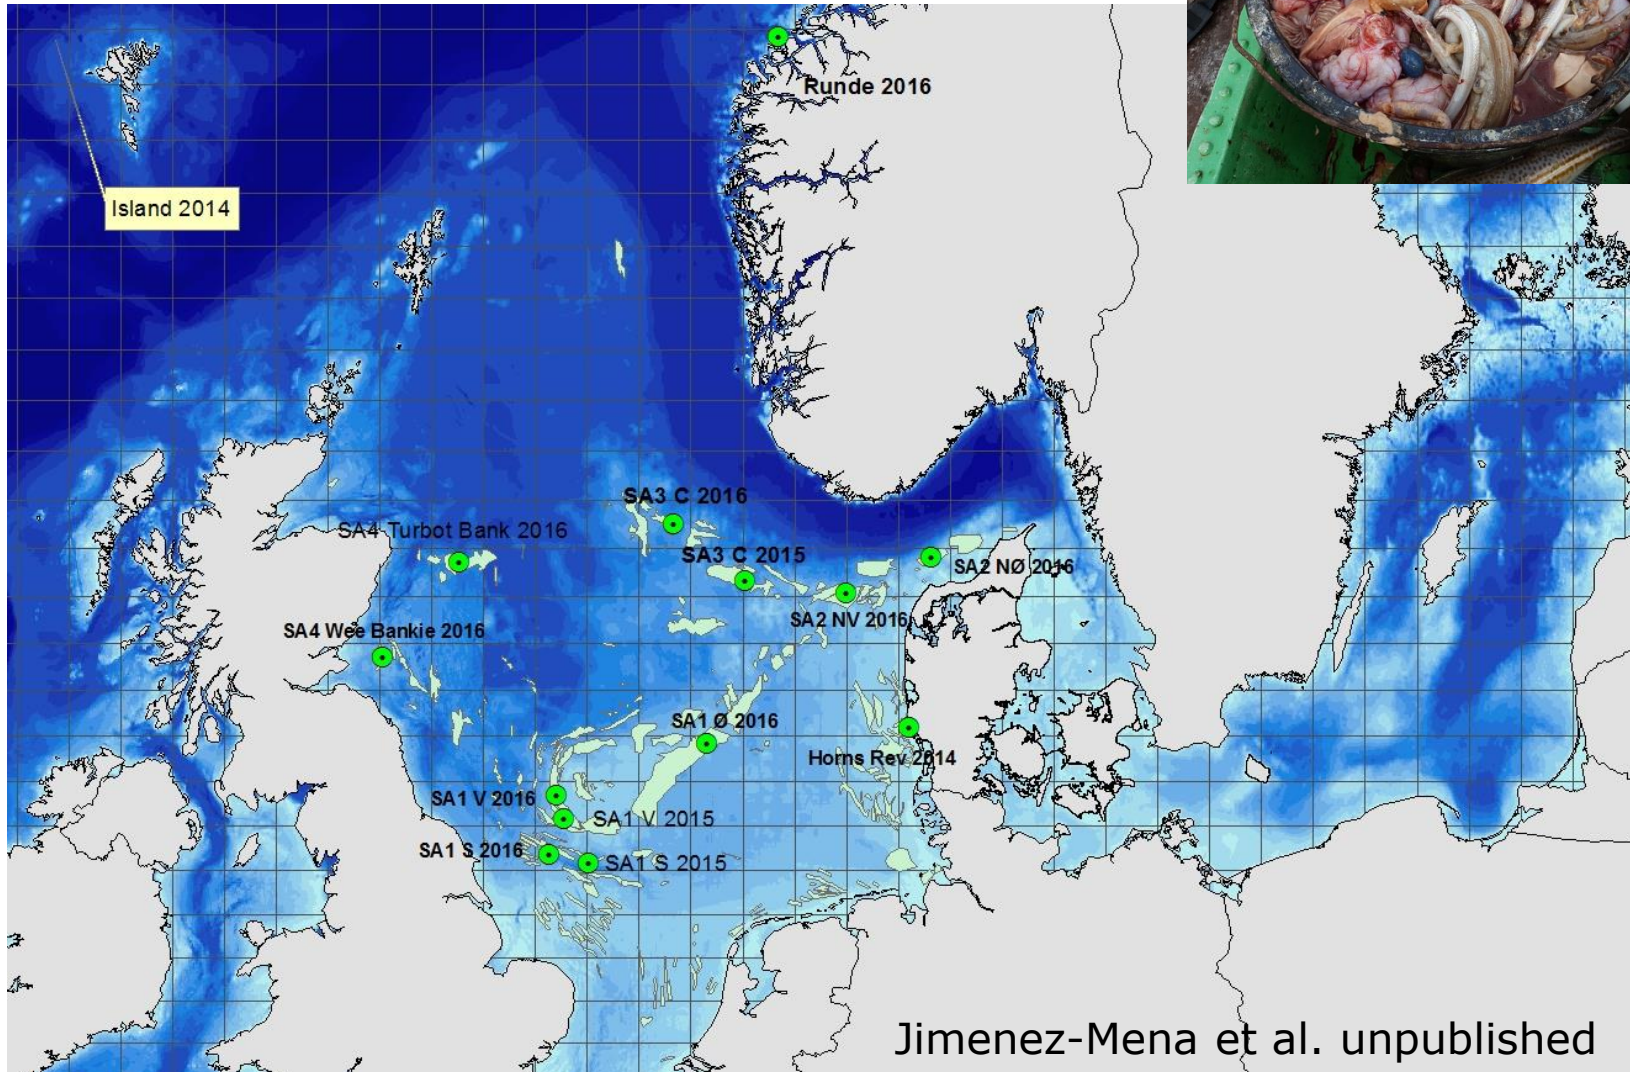 Runde 2016
Island 2014
SA3 C 2016
SA4 Turbot Bank 2016
SA3 C 2015
SA2 NØ 2016
SA2 NV 2016
SA4 Wee Bankie 2016
SA1 Ø 2016
Horns Rev 2014
SA1 V 2016
SA1 V 2015
SA1 S 2016
SA1 S 2015
Jimenez-Mena et al. unpublished